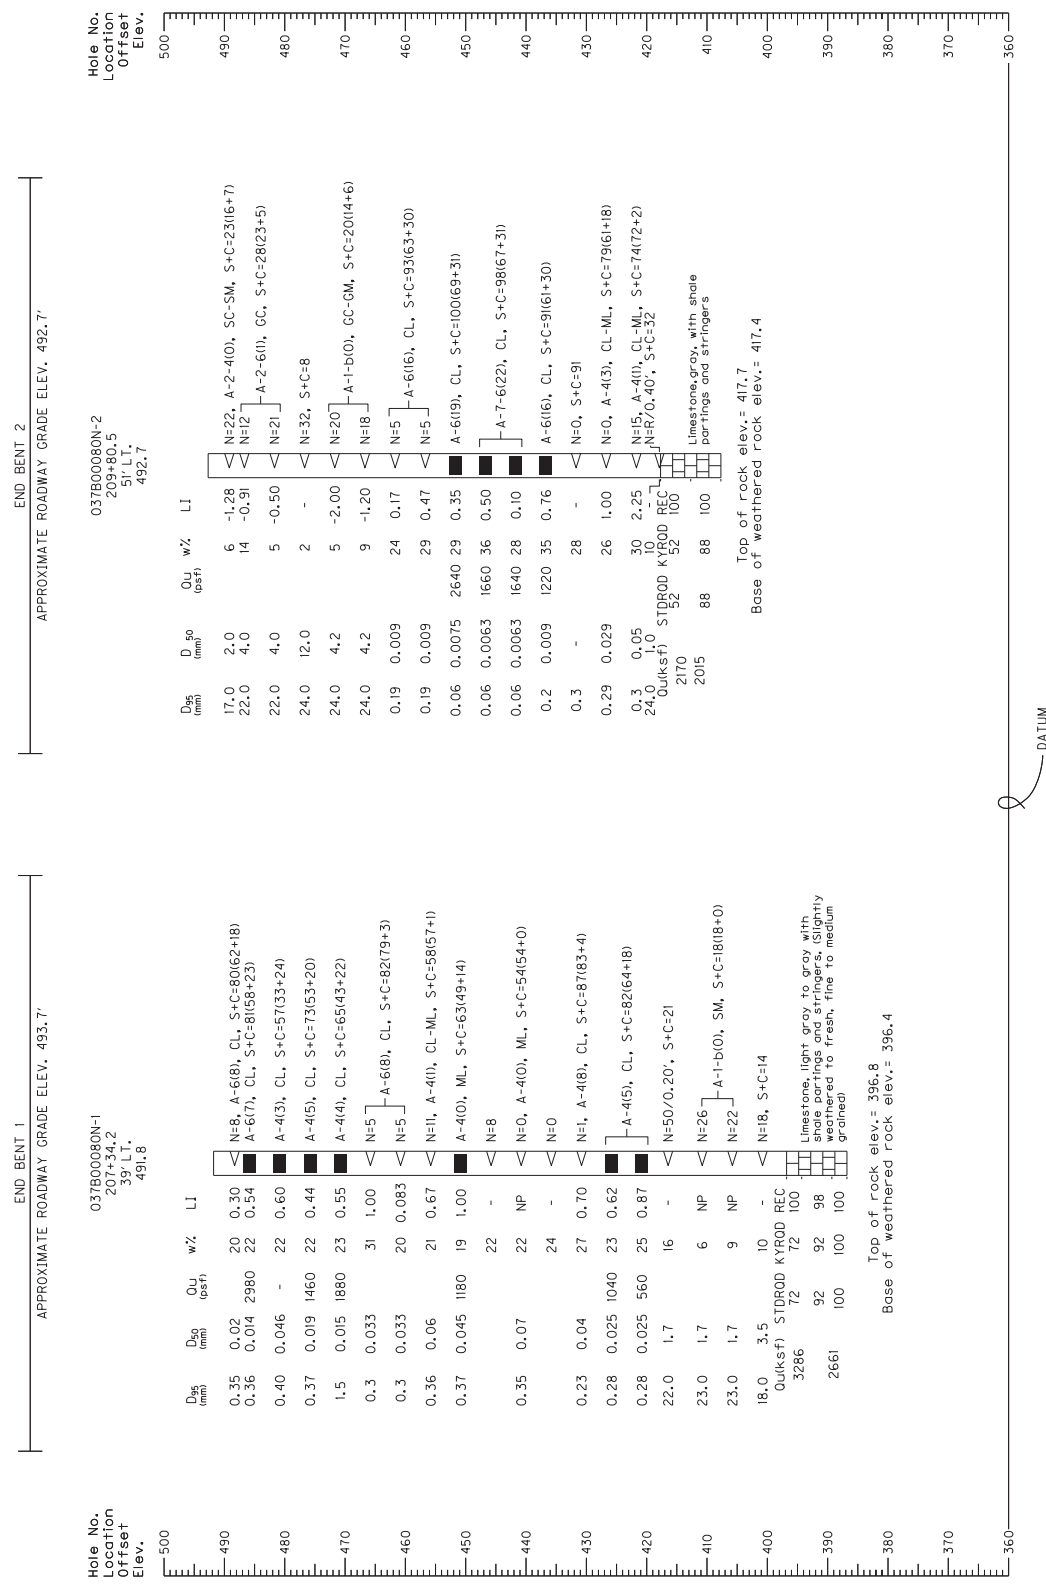 Hole No.
Location
Offset
Elev.
500
490
480
470
460
450
440
430
420
410
400
390
380
370
360
END BENT 1
APPROXIMATE ROADWAY GRADE ELEV. 493.7'
037B00080N-1
207+34.2
39' LT.
491.8
D95 (mm) D50 (mm) Qu (psf) w% LI
0.35 0.02 20 0.30 N=8, A-6(8), CL, S+C=80(62+18)
0.36 0.014 2980 22 0.54 A-6(7), CL, S+C=81(58+23)
0.40 0.046 - 22 0.60 A-4(3), CL, S+C=57(33+24)
0.37 0.019 1460 22 0.44 A-4(5), CL, S+C=73(53+20)
1.5 0.015 1880 23 0.55 A-4(4), CL, S+C=65(43+22)
0.3 0.033 31 1.00 N=5
A-6(8), CL, S+C=82(79+3)
0.3 0.033 20 0.083 N=5
0.36 0.06 21 0.67 N=11, A-4(1), CL-ML, S+C=58(57+1)
0.37 0.045 1180 19 1.00 A-4(0), ML, S+C=63(49+14)
22 - N=8
0.35 0.07 22 NP N=0, A-4(0), ML, S+C=54(54+0)
24 - N=0
0.23 0.04 27 0.70 N=1, A-4(8), CL, S+C=87(83+4)
0.28 0.025 1040 23 0.62
A-4(5), CL, S+C=82(64+18)
0.28 0.025 560 25 0.87
22.0 1.7 16 - N=50/0.20', S+C=21
23.0 1.7 6 NP N=26
A-1-b(0), SM, S+C=18(18+0)
23.0 1.7 9 NP N=22
18.0 3.5 10 - N=18, S+C=14
Qu(ksf) STDRQD KYRQD REC
3286 72 72 100
92 92 98
2661
100 100 100
Limestone, light gray to gray with
shale partings and stringers. (Slightly
weathered to fresh, fine to medium
grained)
Top of rock elev.= 396.8
Base of weathered rock elev.= 396.4
END BENT 2
APPROXIMATE ROADWAY GRADE ELEV. 492.7'
037B00080N-2
209+80.5
51' LT.
492.7
D95 (mm) D50 (mm) Qu (psf) w% LI
17.0 2.0 6 -1.28 N=22, A-2-4(0), SC-SM, S+C=23(16+7)
22.0 4.0 14 -0.91 N=12
A-2-6(1), GC, S+C=28(23+5)
22.0 4.0 5 -0.50 N=21
24.0 12.0 2 - N=32, S+C=8
24.0 4.2 5 -2.00 N=20
A-1-b(0), GC-GM, S+C=20(14+6)
24.0 4.2 9 -1.20 N=18
0.19 0.009 24 0.17 N=5
A-6(16), CL, S+C=93(63+30)
0.19 0.009 29 0.47 N=5
0.06 0.0075 2640 29 0.35 A-6(19), CL, S+C=100(69+31)
0.06 0.0063 1660 36 0.50
A-7-6(22), CL, S+C=98(67+31)
0.06 0.0063 1640 28 0.10
0.2 0.009 1220 35 0.76 A-6(16), CL, S+C=91(61+30)
0.3 - 28 - N=0, S+C=91
0.29 0.029 26 1.00 N=0, A-4(3), CL-ML, S+C=79(61+18)
0.3 0.05 30 2.25 N=15, A-4(1), CL-ML, S+C=74(72+2)
24.0 1.0 10 - N=R/0.40', S+C=32
Qu(ksf) STDRQD KYRQD REC
2170 52 52 100
2015 88 88 100
Limestone,gray, with shale
partings and stringers
Top of rock elev.= 417.7
Base of weathered rock elev.= 417.4
Hole No.
Location
Offset
Elev.
500
490
480
470
460
450
440
430
420
410
400
390
380
370
360
DATUM